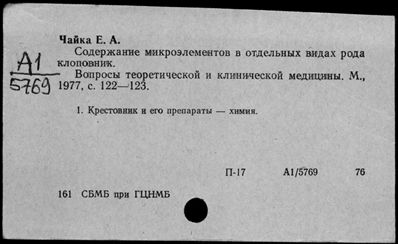 Чайка Е. А.
Содержание микроэлементов в отдельных видах рода
клоповник.
А1
5769
Вопросы теоретической и клинической медицины. М.,
1977, с. 122—123.
1. Крестовник и его препараты — химия.
П-17 А1/5769 76
161 СБМБ при ГЦНМБ